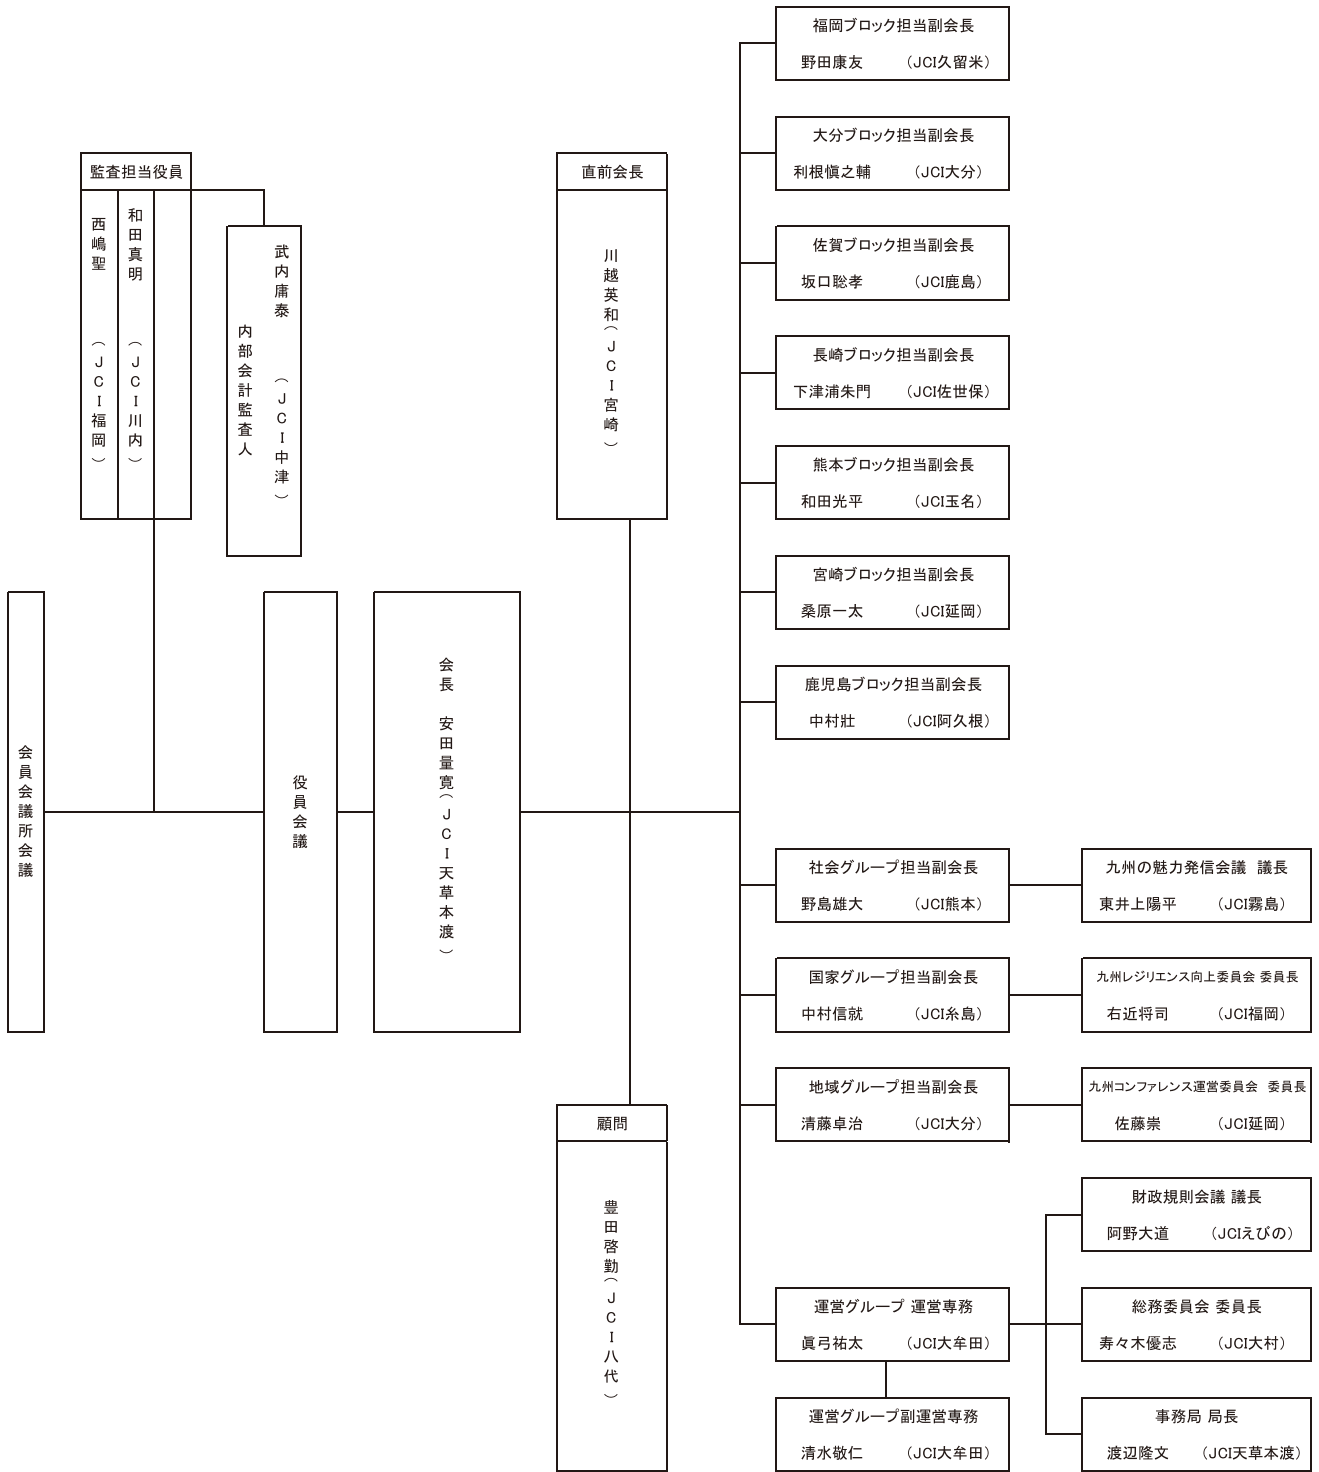 福岡ブロック担当副会長
野田康友 （JCI久留米）
大分ブロック担当副会長
利根愼之輔 （JCI大分）
佐賀ブロック担当副会長
坂口聡孝 （JCI鹿島）
長崎ブロック担当副会長
下津浦朱門 （JCI佐世保）
熊本ブロック担当副会長
和田光平 （JCI玉名）
宮崎ブロック担当副会長
桑原一太 （JCI延岡）
鹿児島ブロック担当副会長
中村壯 （JCI阿久根）
監査担当役員
和田真明 （JCI川内）
西嶋聖 （JCI福岡）
武内庸泰 （JCI中津）
内部会計監査人
直前会長
川越英和（JCI宮崎）
会員会議所会議
役員会議
会長 安田量寛（JCI天草本渡）
顧問
豊田啓勤（JCI八代）
社会グループ担当副会長
野島雄大 （JCI熊本）
九州の魅力発信会議 議長
東井上陽平 （JCI霧島）
国家グループ担当副会長
中村信就 （JCI糸島）
九州レジリエンス向上委員会 委員長
右近将司 （JCI福岡）
地域グループ担当副会長
清藤卓治 （JCI大分）
九州コンファレンス運営委員会 委員長
佐藤崇 （JCI延岡）
財政規則会議 議長
阿野大道 （JCIえびの）
運営グループ 運営専務
眞弓祐太 （JCI大牟田）
総務委員会 委員長
寿々木優志 （JCI大村）
運営グループ副運営専務
清水敬仁 （JCI大牟田）
事務局 局長
渡辺隆文 （JCI天草本渡）